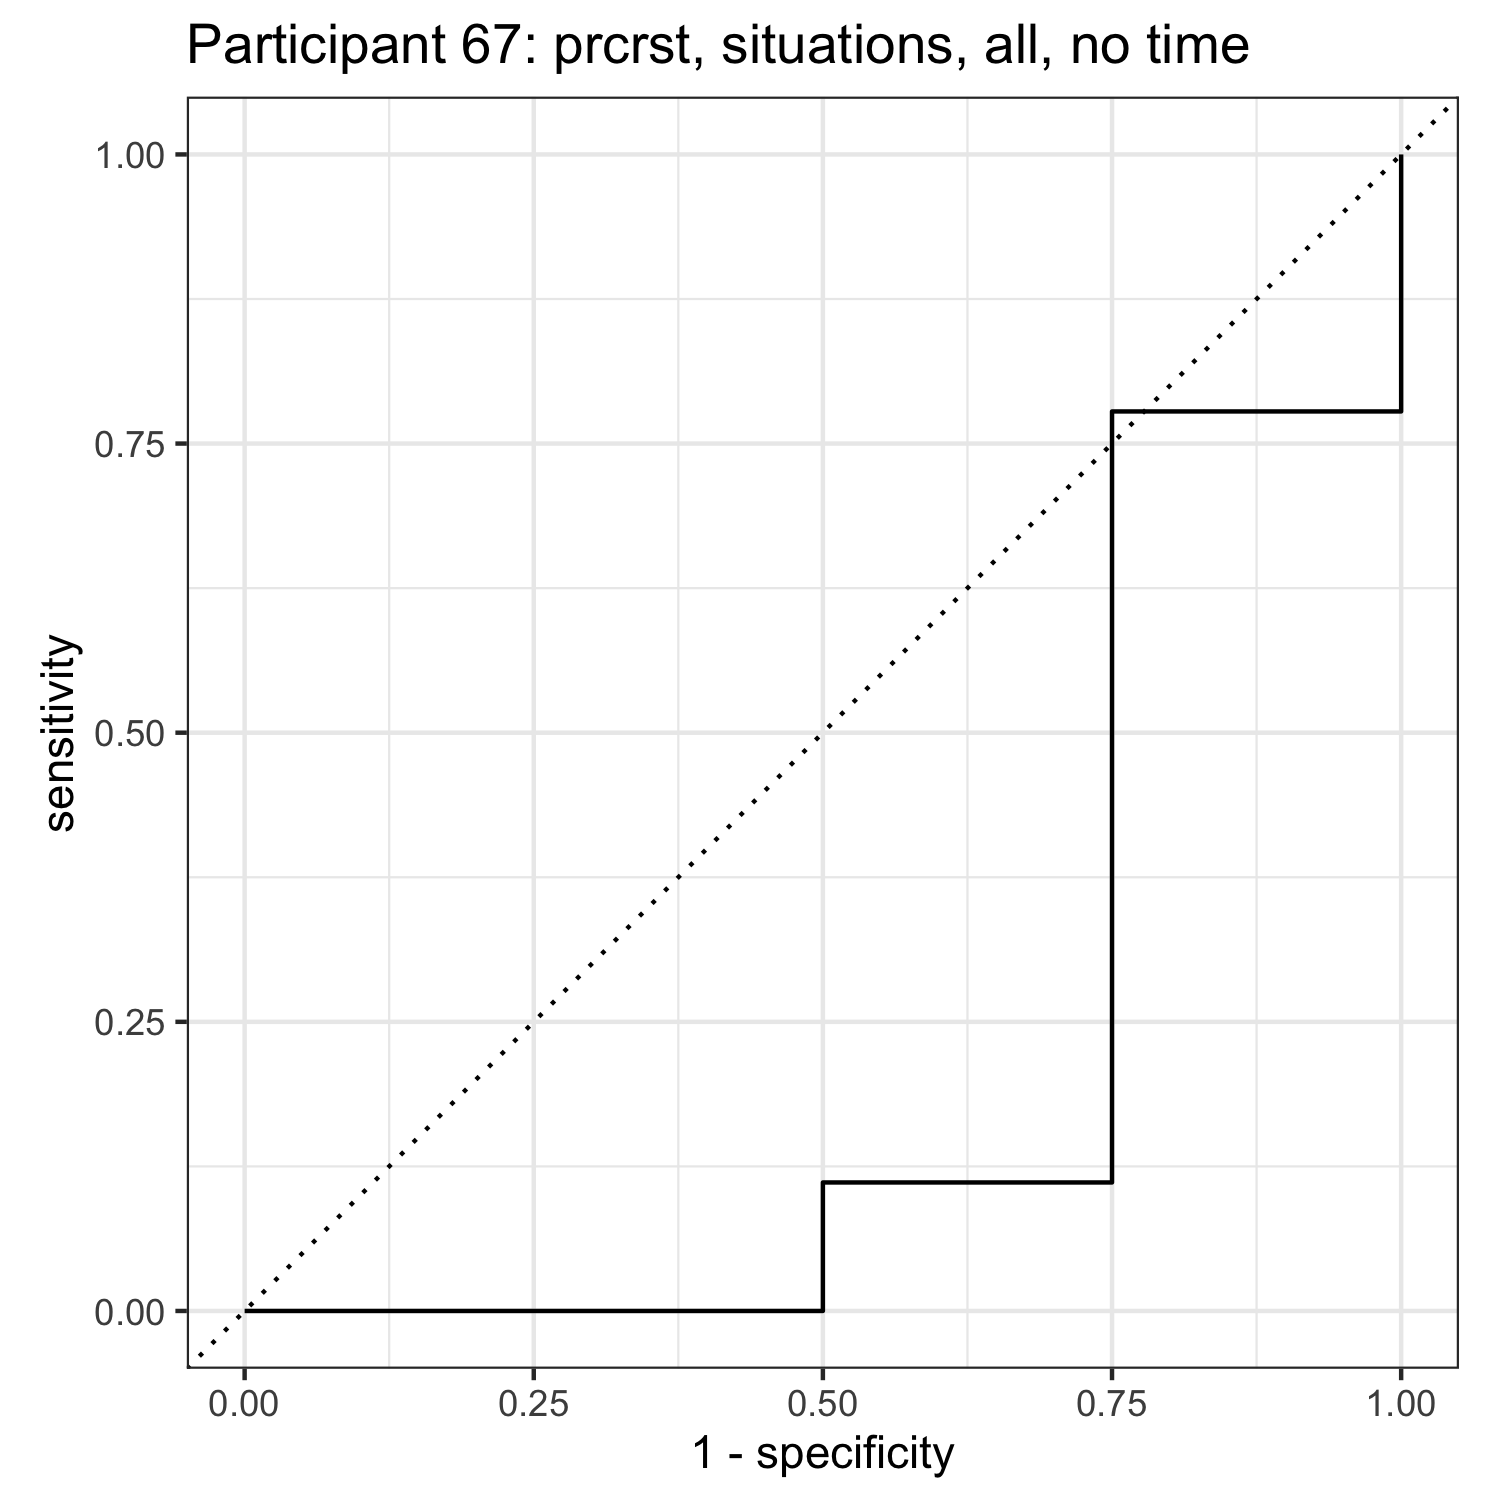 Participant 67: prcrst, situations, all, no time
1.00
0.75
0.50
0.25
0.00
sensitivity
0.00 0.25 0.50 0.75 1.00
1 - specificity